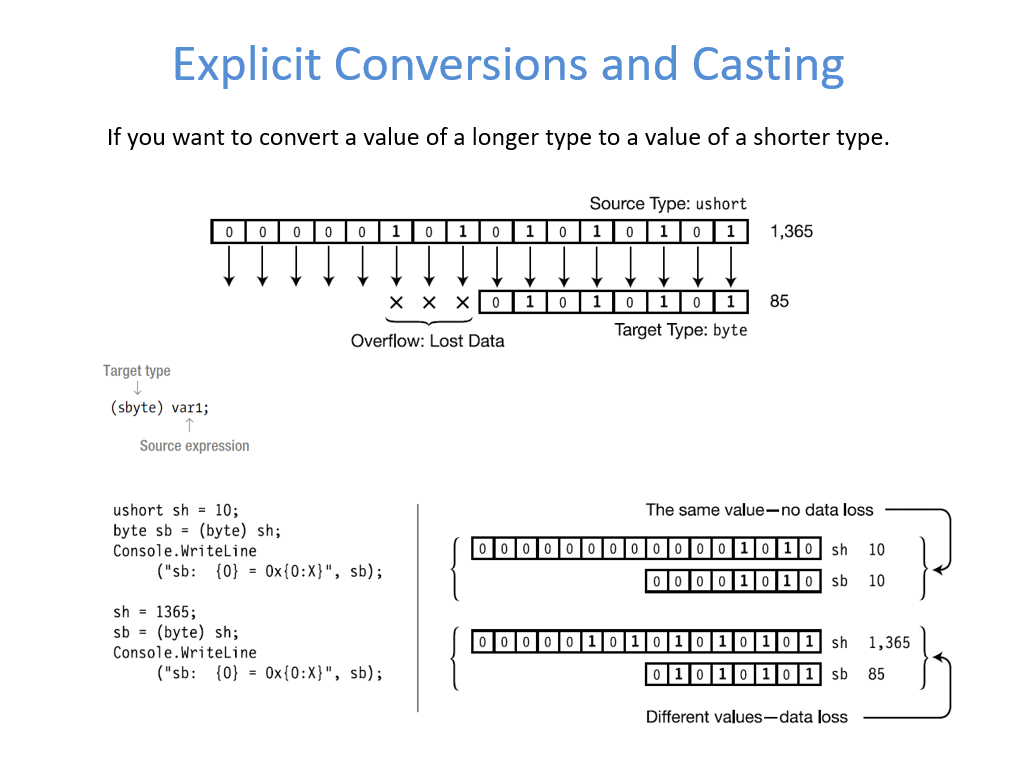 Explicit Conversions and Casting
If you want to convert a value of a longer type to a value of a shorter type.
Source Type: ushort
0 0 0 0 0 1 0 1 0 1 0 1 0 1 0 1 1,365
× × × 0 1 0 1 0 1 0 1 85
Overflow: Lost Data Target Type: byte
Target type
(sbyte) var1;
Source expression
ushort sh = 10;
byte sb = (byte) sh;
Console.WriteLine
("sb: {0} = 0x{0:X}", sb);
sh = 1365;
sb = (byte) sh;
Console.WriteLine
("sb: {0} = 0x{0:X}", sb);
The same value—no data loss
0 0 0 0 0 0 0 0 0 0 0 0 1 0 1 0 sh 10
0 0 0 0 1 0 1 0 sb 10
0 0 0 0 0 1 0 1 0 1 0 1 0 1 0 1 sh 1,365
0 1 0 1 0 1 0 1 sb 85
Different values—data loss